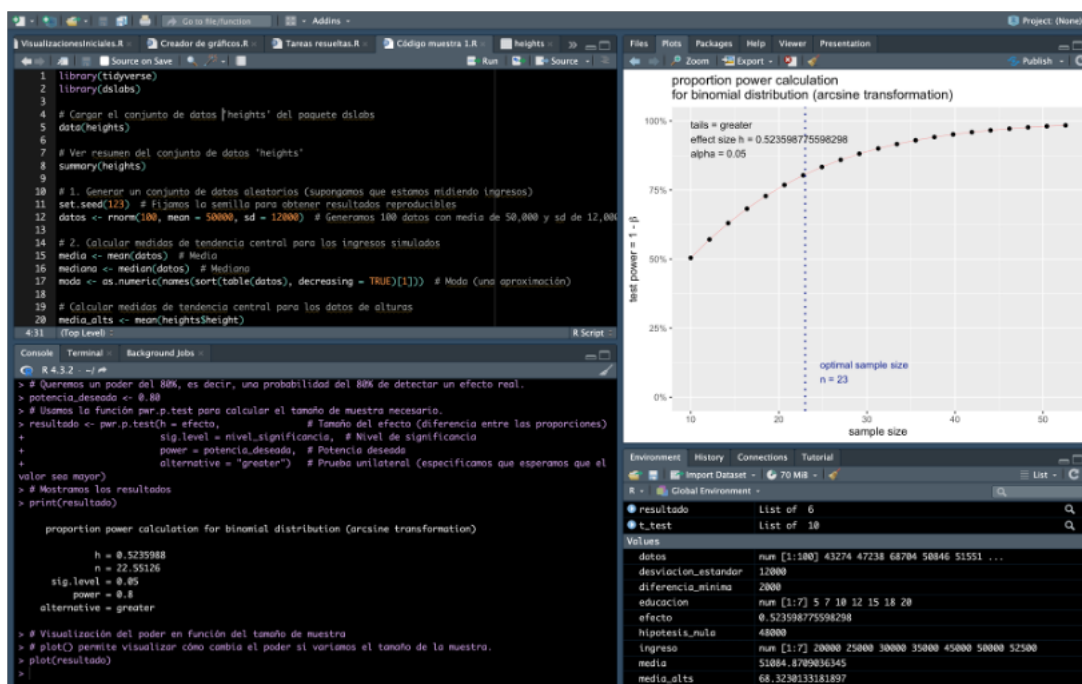 Go to file/function
Addins
Project: (None)
VisualizacionesIniciales.R
Creador de gráficos.R
Tareas resueltas.R
Código muestra 1.R
heights
Source on Save
Run
Source
1 library(tidyverse)
2 library(dslabs)
3
4 # Cargar el conjunto de datos 'heights' del paquete dslabs
5 data(heights)
6
7 # Ver resumen del conjunto de datos "heights"
8 summary(heights)
9
10 # 1. Generar un conjunto de datos aleatorios (supongamos que estamos midiendo ingresos)
11 set.seed(123) # Fijamos la semilla para obtener resultados reproducibles
12 datos <- rnorm(100, mean = 50000, sd = 12000) # Generamos 100 datos con media de 50,000 y sd de 12,000
13
14 # 2. Calcular medidas de tendencia central para los ingresos simulados
15 media <- mean(datos) # Media
16 mediana <- median(datos) # Mediana
17 moda <- as.numeric(names(sort(table(datos), decreasing = TRUE)[1])) # Moda (una aproximación)
18
19 # Calcular medidas de tendencia central para los datos de alturas
20 media_alts <- mean(heights$height)
4:31 (Top Level)
R Script
Console
Terminal
Background Jobs
R 4.3.2 · ~/
> # Queremos un poder del 80%, es decir, una probabilidad del 80% de detectar un efecto real.
> potencia_deseada <- 0.80
> # Usamos la función pwr.p.test para calcular el tamaño de muestra necesario.
> resultado <- pwr.p.test(h = efecto, # Tamaño del efecto (diferencia entre las proporciones)
+ sig.level = nivel_significancia, # Nivel de significancia
+ power = potencia_deseada, # Potencia deseada
+ alternative = "greater") # Prueba unilateral (especificamos que esperamos que el
valor sea mayor)
> # Mostramos los resultados
> print(resultado)
proportion power calculation for binomial distribution (arcsine transformation)
h = 0.5235988
n = 22.55126
sig.level = 0.05
power = 0.8
alternative = greater
> # Visualización del poder en función del tamaño de muestra
> # plot() permite visualizar cómo cambia el poder si variamos el tamaño de la muestra.
> plot(resultado)
>
Files
Plots
Packages
Help
Viewer
Presentation
Zoom
Export
Publish
proportion power calculation
for binomial distribution (arcsine transformation)
tails = greater
effect size h = 0.523598775598298
alpha = 0.05
100%
75%
50%
25%
0%
test power = 1 - β
optimal sample size
n = 23
10 20 30 40 50
sample size
Environment
History
Connections
Tutorial
Import Dataset
70 MiB
List
R
Global Environment
resultado List of 6
t_test List of 10
Values
datos num [1:100] 43274 47238 68704 50846 51551 ...
desviacion_estandar 12000
diferencia_minima 2000
educacion num [1:7] 5 7 10 12 15 18 20
efecto 0.523598775598298
hipotesis_nula 48000
ingreso num [1:7] 20000 25000 30000 35000 45000 50000 52500
media 51084.8709036345
media_alts 68.3230133181897